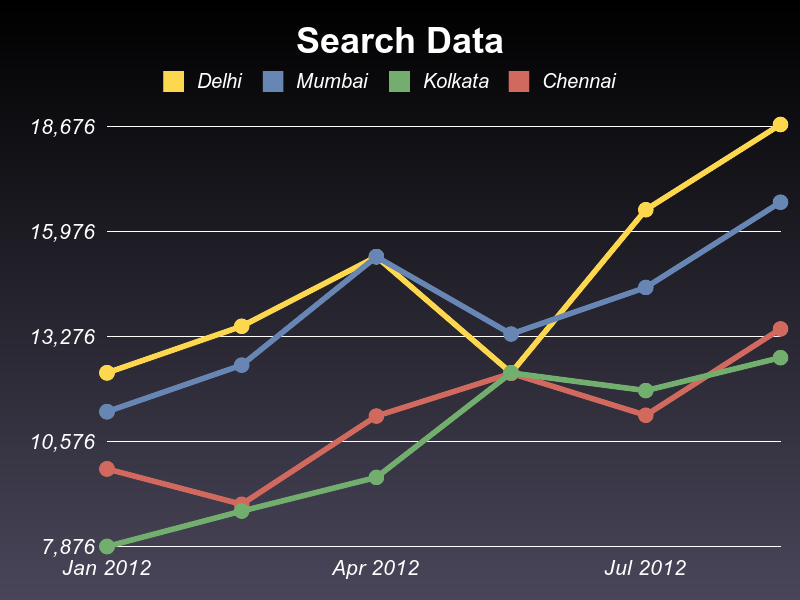 Search Data
Delhi Mumbai Kolkata Chennai
18,676
15,976
13,276
10,576
7,876
Jan 2012 Apr 2012 Jul 2012